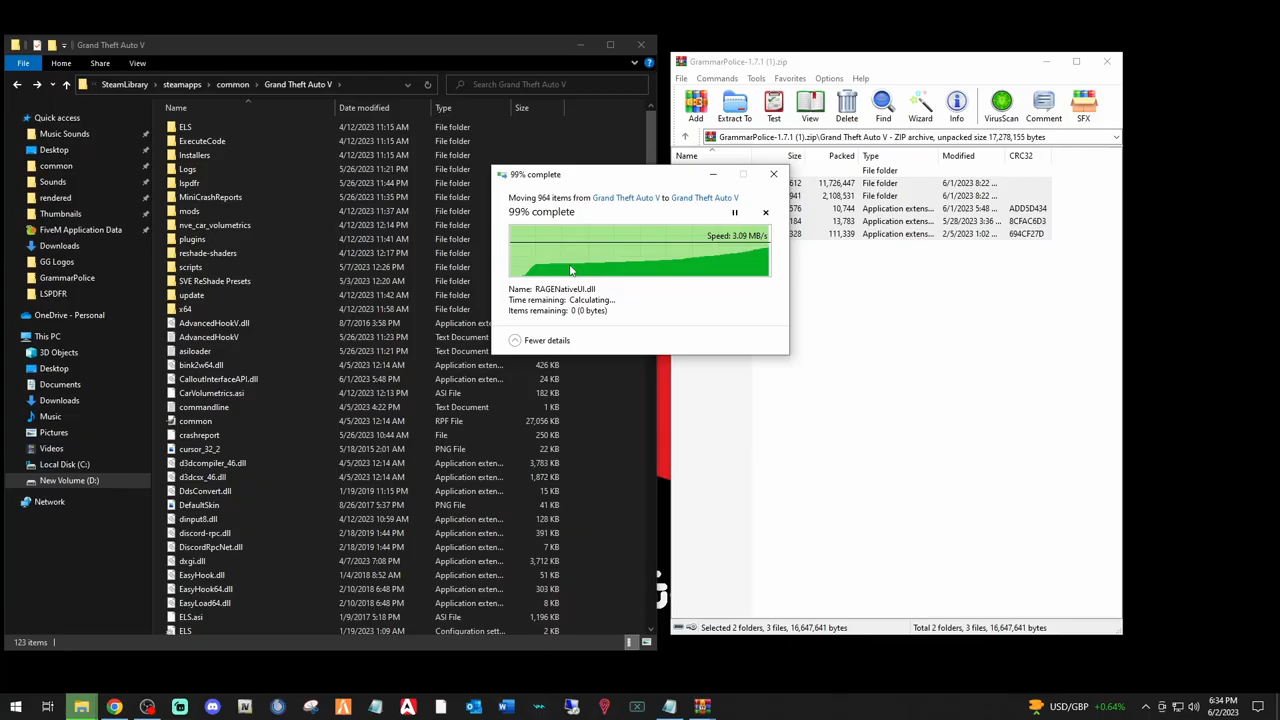 Grand Theft Auto V
File Home Share View
SteamLibrary steamapps common Grand Theft Auto V
Search Grand Theft Auto V
Name Date modified Type Size
Quick access
Music Sounds
Desktop
common
Sounds
rendered
Thumbnails
FiveM Application Data
Downloads
GG Logos
GrammarPolice
LSPDFR
OneDrive - Personal
This PC
3D Objects
Desktop
Documents
Downloads
Music
Pictures
Videos
Local Disk (C:)
New Volume (D:)
Network
ELS 4/12/2023 11:15 AM File folder
ExecuteCode 4/12/2023 11:15 AM File folder
Installers 4/12/2023 11:15 AM File folder
Logs 4/12/2023 11:21 AM File folder
lspdfr 4/12/2023 11:15 AM File folder
MiniCrashReports 4/12/2023 11:15 AM File folder
mods 4/12/2023 11:37 AM File folder
nve_car_volumetrics 4/12/2023 12:14 PM File folder
plugins 4/12/2023 11:28 AM File folder
reshade-shaders 4/12/2023 12:17 PM File folder
scripts 5/7/2023 12:26 PM File folder
SVE ReShade Presets 5/3/2023 12:20 AM File folder
update 4/12/2023 11:42 AM File folder
x64 4/12/2023 11:58 AM File folder
AdvancedHookV.dll 8/7/2016 3:58 PM Application exten...
AdvancedHookV 5/26/2023 11:23 PM Text Document
asiloader 5/26/2023 11:21 PM Text Document
bink2w64.dll 4/5/2023 12:14 AM Application exten... 426 KB
CalloutInterfaceAPI.dll 6/1/2023 5:48 PM Application exten... 24 KB
CarVolumetrics.asi 4/12/2023 12:13 PM ASI File 182 KB
commandline 4/5/2023 4:22 PM Text Document 1 KB
common 4/5/2023 12:14 AM RPF File 27,056 KB
crashreport 5/26/2023 10:44 AM File 250 KB
cursor_32_2 5/18/2015 2:01 AM PNG File 22 KB
d3dcompiler_46.dll 4/5/2023 12:14 AM Application exten... 3,783 KB
d3dcsx_46.dll 4/5/2023 12:14 AM Application exten... 1,872 KB
DdsConvert.dll 1/19/2019 11:15 PM Application exten... 15 KB
DefaultSkin 8/26/2017 5:37 PM PNG File 41 KB
dinput8.dll 4/12/2023 10:59 AM Application exten... 128 KB
discord-rpc.dll 2/18/2019 1:44 PM Application exten... 391 KB
DiscordRpcNet.dll 2/18/2019 1:44 PM Application exten... 7 KB
dxgi.dll 4/7/2023 7:08 PM Application exten... 3,712 KB
EasyHook.dll 1/4/2018 8:52 AM Application exten... 51 KB
EasyHook64.dll 2/10/2018 6:48 PM Application exten... 303 KB
EasyLoad64.dll 2/10/2018 6:48 PM Application exten... 8 KB
ELS.asi 1/9/2017 5:18 PM ASI File 1,196 KB
ELS 1/19/2023 1:09 AM Configuration sett... 2 KB
123 items
99% complete
Moving 964 items from Grand Theft Auto V to Grand Theft Auto V
99% complete
Speed: 3.09 MB/s
Name: RAGENativeUI.dll
Time remaining: Calculating...
Items remaining: 0 (0 bytes)
Fewer details
GrammarPolice-1.7.1 (1).zip
File Commands Tools Favorites Options Help
Add Extract To Test View Delete Find Wizard Info VirusScan Comment SFX
GrammarPolice-1.7.1 (1).zip\Grand Theft Auto V - ZIP archive, unpacked size 17,278,155 bytes
Name Size Packed Type Modified CRC32
File folder
612 11,726,447 File folder 6/1/2023 8:22 ...
941 2,108,531 File folder 6/1/2023 8:22 ...
576 10,744 Application extens... 6/1/2023 5:48 ... ADD5D434
184 13,783 Application extens... 5/28/2023 3:36 ... 8CFAC6D3
328 111,339 Application extens... 2/5/2023 1:02 ... 694CF27D
Selected 2 folders, 3 files, 16,647,641 bytes
Total 2 folders, 3 files, 16,647,641 bytes
USD/GBP +0.64%
6:34 PM
6/2/2023